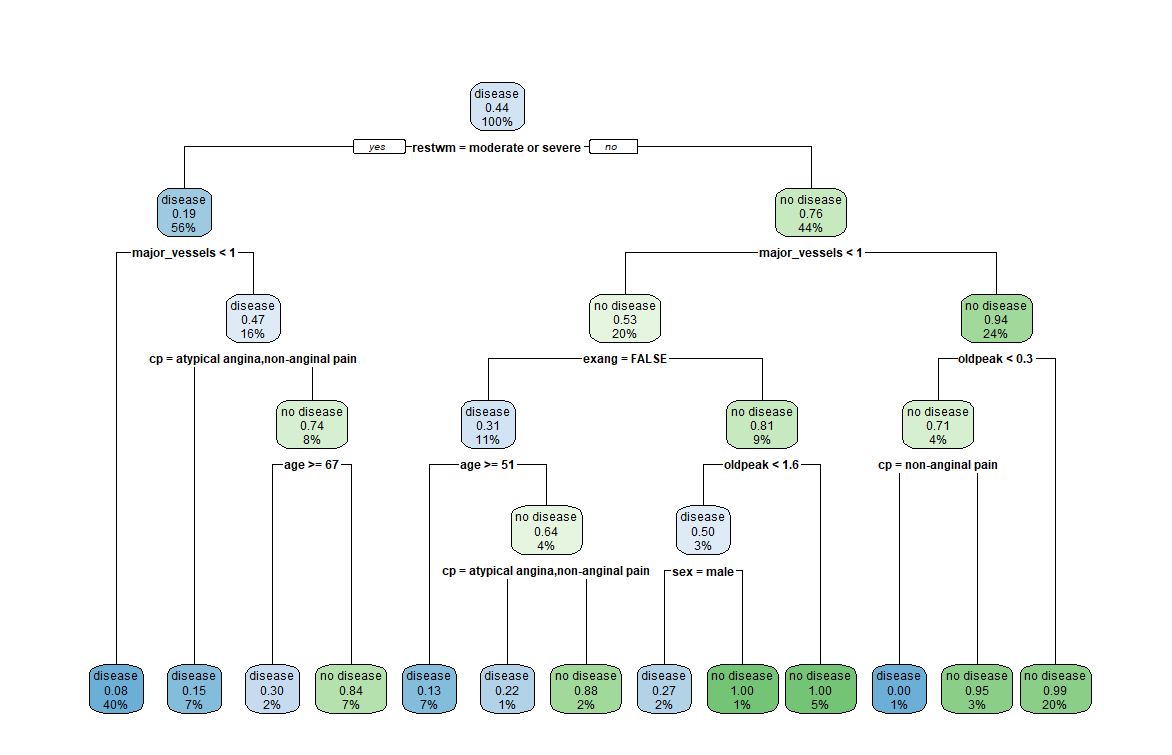 disease
0.44
100%
yes
restwm = moderate or severe
no
disease
0.19
56%
no disease
0.76
44%
major_vessels < 1
major_vessels < 1
disease
0.47
16%
no disease
0.53
20%
no disease
0.94
24%
cp = atypical angina,non-anginal pain
exang = FALSE
oldpeak < 0.3
no disease
0.74
8%
disease
0.31
11%
no disease
0.81
9%
no disease
0.71
4%
age >= 67
age >= 51
oldpeak < 1.6
cp = non-anginal pain
no disease
0.64
4%
disease
0.50
3%
cp = atypical angina,non-anginal pain
sex = male
disease
0.08
40%
disease
0.15
7%
disease
0.30
2%
no disease
0.84
7%
disease
0.13
7%
disease
0.22
1%
no disease
0.88
2%
disease
0.27
2%
no disease
1.00
1%
no disease
1.00
5%
disease
0.00
1%
no disease
0.95
3%
no disease
0.99
20%